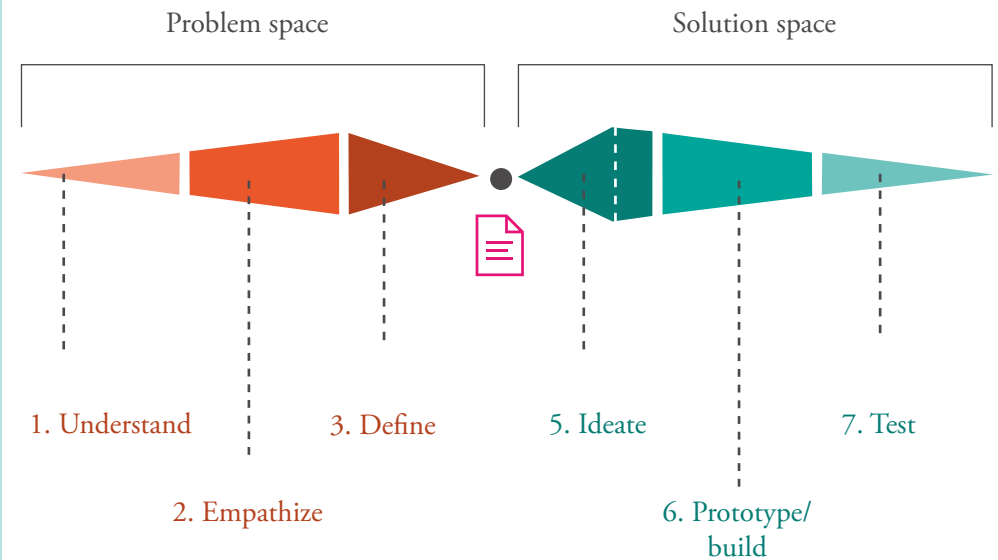 Problem space
Solution space
1. Understand
3. Define
5. Ideate
7. Test
2. Empathize
6. Prototype/
build